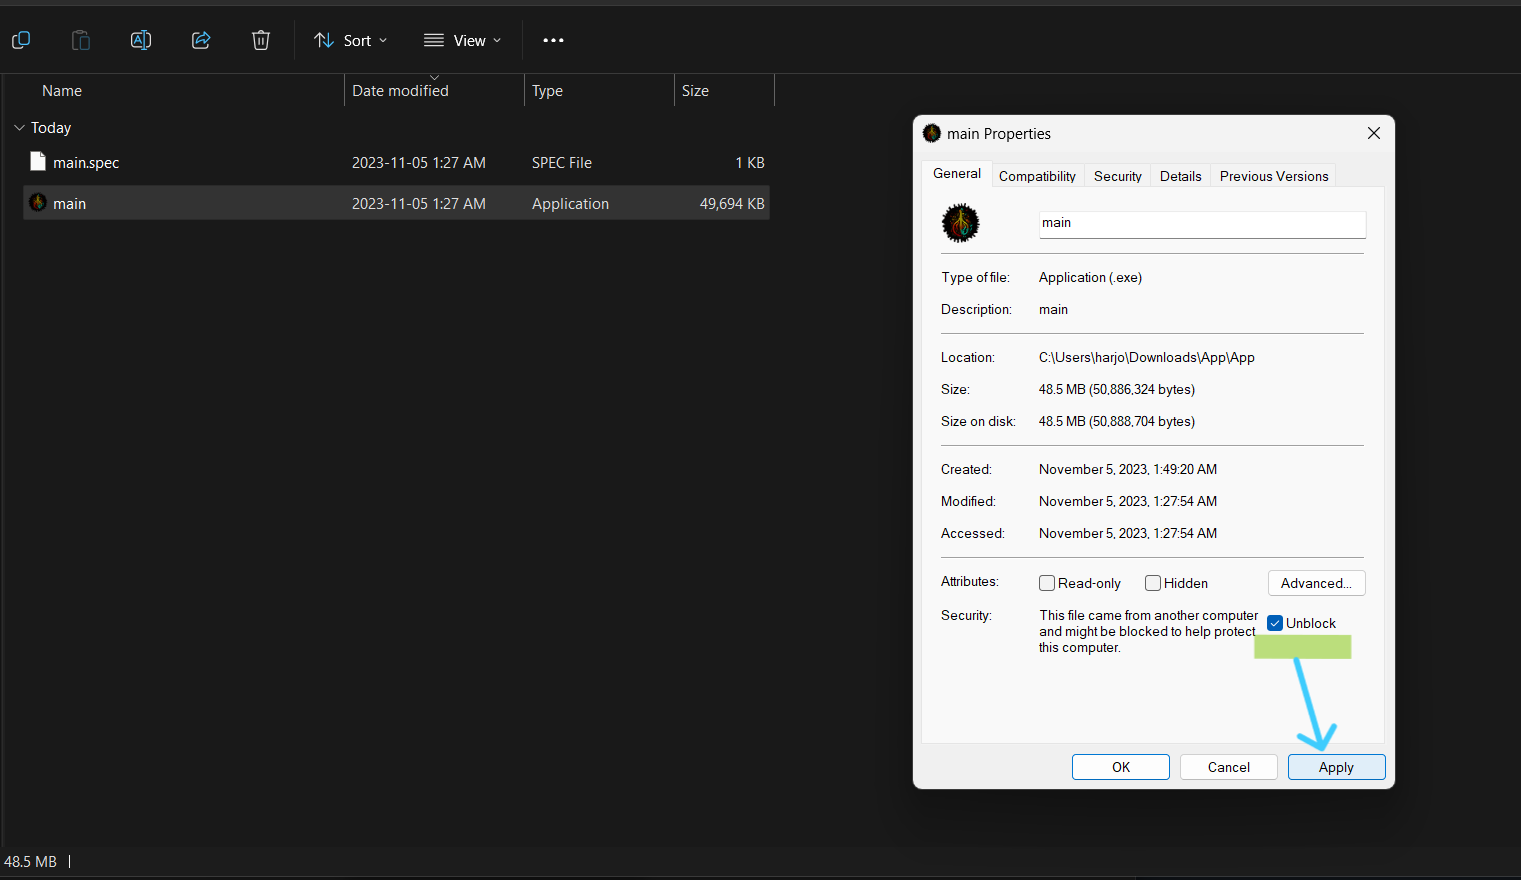 Sort
View
Name
Date modified
Type
Size
Today
main.spec
2023-11-05 1:27 AM
SPEC File
1 KB
main
2023-11-05 1:27 AM
Application
49,694 KB
48.5 MB
main Properties
General
Compatibility
Security
Details
Previous Versions
main
Type of file:
Application (.exe)
Description:
main
Location:
C:\Users\harjo\Downloads\App\App
Size:
48.5 MB (50,886,324 bytes)
Size on disk:
48.5 MB (50,888,704 bytes)
Created:
November 5, 2023, 1:49:20 AM
Modified:
November 5, 2023, 1:27:54 AM
Accessed:
November 5, 2023, 1:27:54 AM
Attributes:
Read-only
Hidden
Advanced...
Security:
This file came from another computer
and might be blocked to help protect
this computer.
Unblock
OK
Cancel
Apply